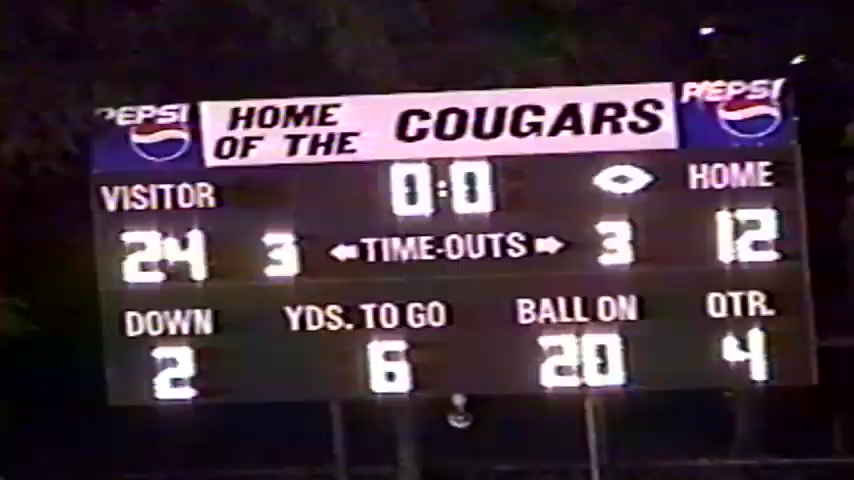 PEPSI HOME OF THE COUGARS PEPSI
VISITOR 0:0 HOME
24 3 TIME-OUTS 3 12
DOWN YDS. TO GO BALL ON QTR.
2 6 20 4